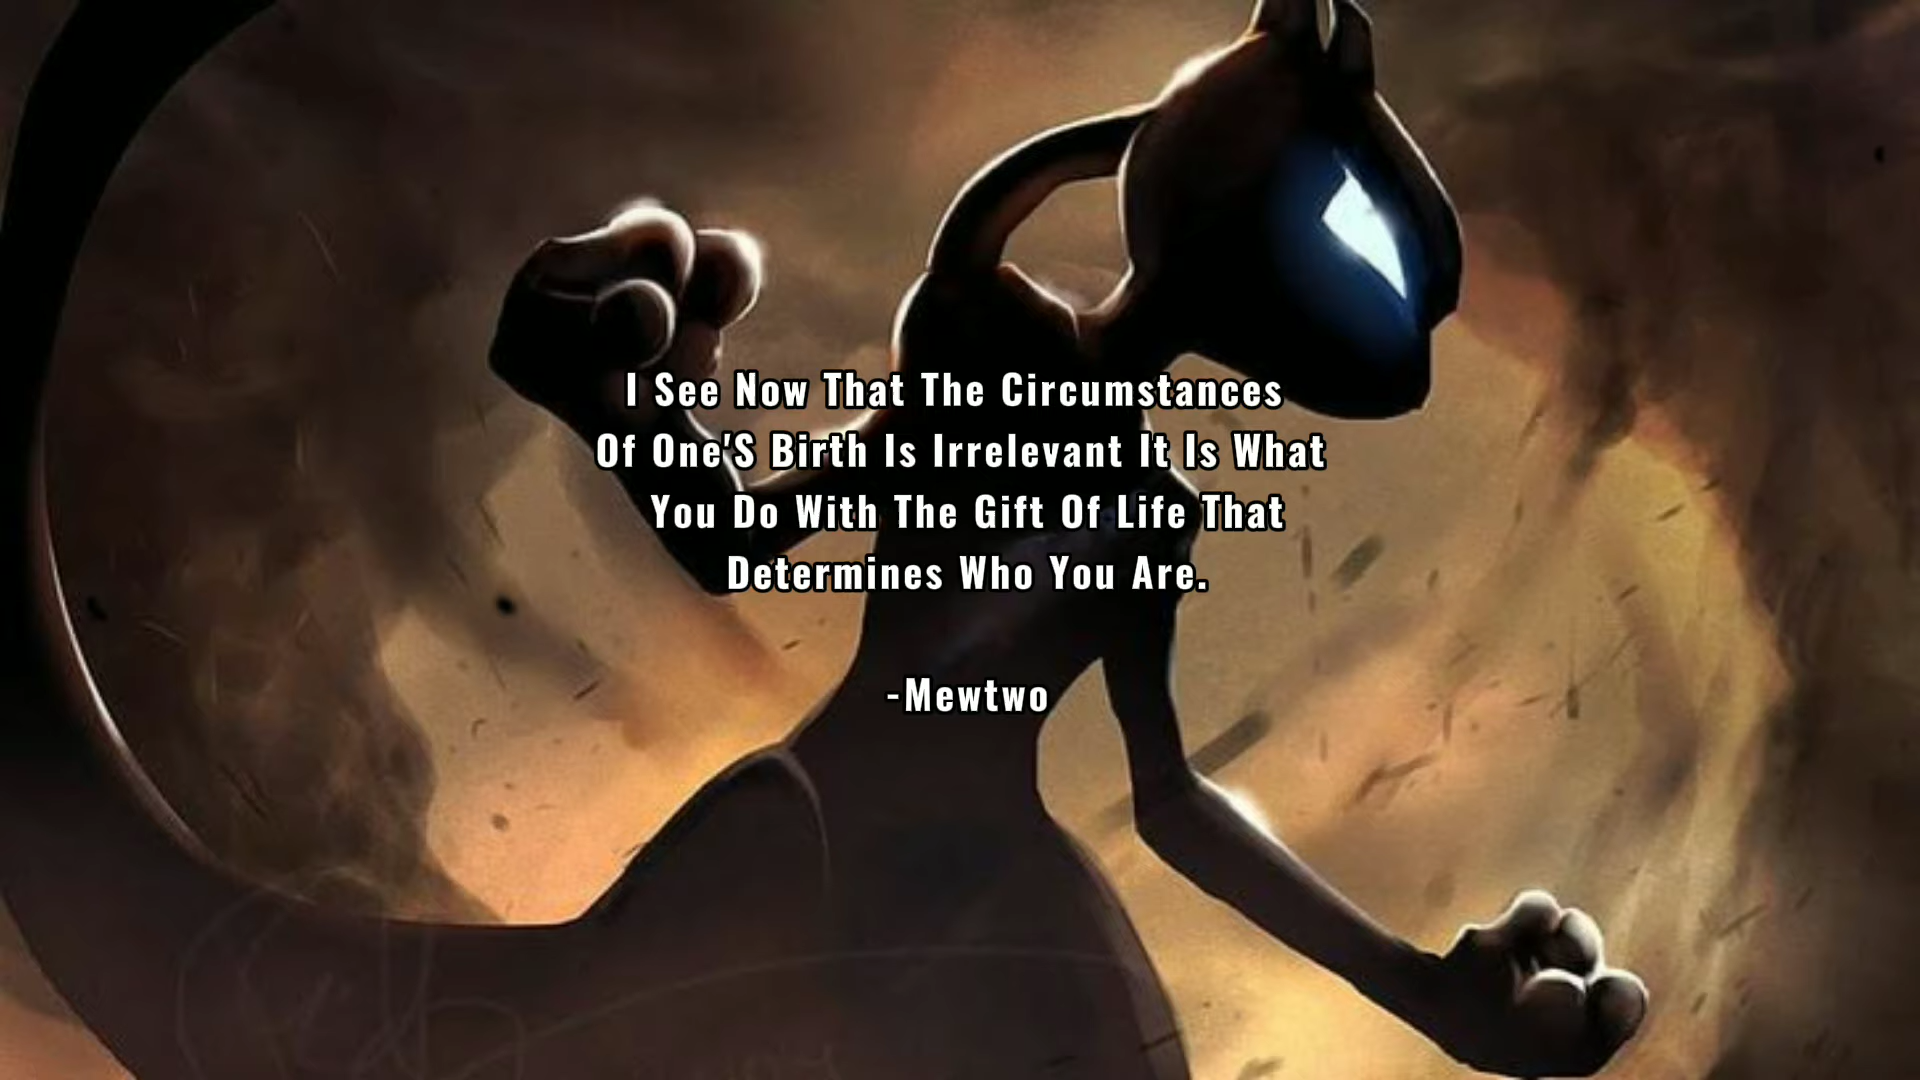 I See Now That The Circumstances
Of One'S Birth Is Irrelevant It Is What
You Do With The Gift Of Life That
Determines Who You Are.
-Mewtwo